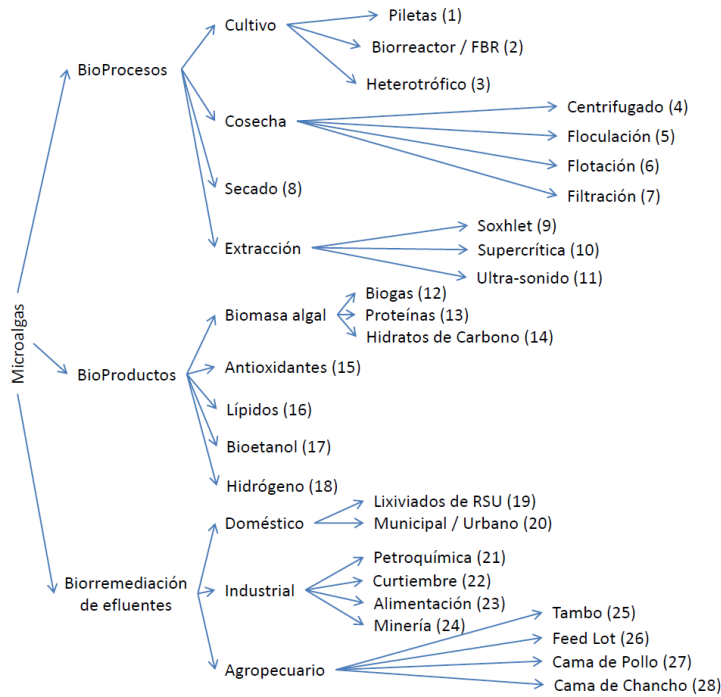 Microalgas
BioProcesos
Cultivo
Piletas (1)
Biorreactor / FBR (2)
Heterotrófico (3)
Cosecha
Centrifugado (4)
Floculación (5)
Flotación (6)
Filtración (7)
Secado (8)
Extracción
Soxhlet (9)
Supercrítica (10)
Ultra-sonido (11)
BioProductos
Biomasa algal
Biogas (12)
Proteínas (13)
Hidratos de Carbono (14)
Antioxidantes (15)
Lípidos (16)
Bioetanol (17)
Hidrógeno (18)
Biorremediación
de efluentes
Doméstico
Lixiviados de RSU (19)
Municipal / Urbano (20)
Industrial
Petroquímica (21)
Curtiembre (22)
Alimentación (23)
Minería (24)
Agropecuario
Tambo (25)
Feed Lot (26)
Cama de Pollo (27)
Cama de Chancho (28)